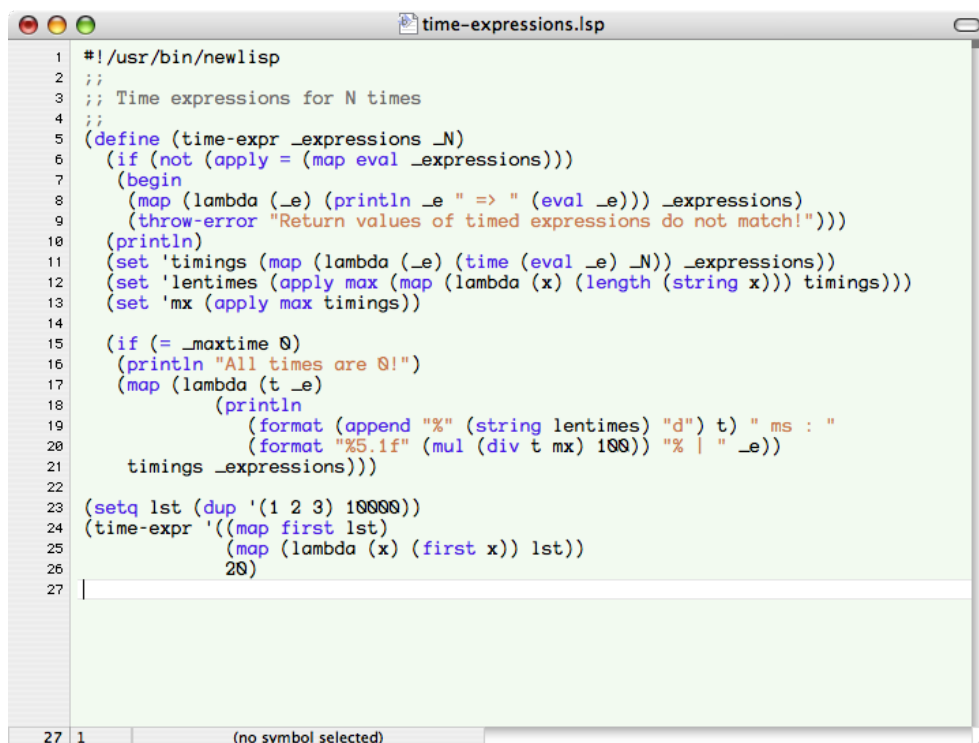 time-expressions.lsp
1 #!/usr/bin/newlisp
2 ;;
3 ;; Time expressions for N times
4 ;;
5 (define (time-expr _expressions _N)
6   (if (not (apply = (map eval _expressions)))
7    (begin
8     (map (lambda (_e) (println _e " => " (eval _e))) _expressions)
9     (throw-error "Return values of timed expressions do not match!")))
10   (println)
11   (set 'timings (map (lambda (_e) (time (eval _e) _N)) _expressions))
12   (set 'lentimes (apply max (map (lambda (x) (length (string x))) timings)))
13   (set 'mx (apply max timings))
14
15   (if (= _maxtime 0)
16    (println "All times are 0!")
17    (map (lambda (t _e)
18             (println
19                (format (append "%" (string lentimes) "d") t) " ms : "
20                (format "%5.1f" (mul (div t mx) 100)) "% | " _e))
21     timings _expressions)))
22
23 (setq lst (dup '(1 2 3) 10000))
24 (time-expr '((map first lst)
25              (map (lambda (x) (first x)) lst))
26              20)
27
27 1 (no symbol selected)